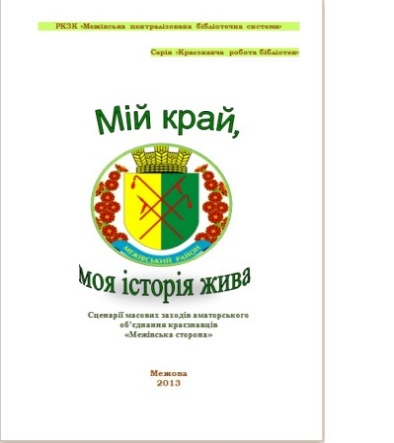 РКЗК «Межівська централізована бібліотечна система»
Серія «Краєзнавча робота бібліотек»
Мій край,
МЕЖІВСЬКИЙ РАЙОН
моя історія жива
Сценарії масових заходів аматорського
об'єднання краєзнавців
«Межівська сторона»
Межова
2013